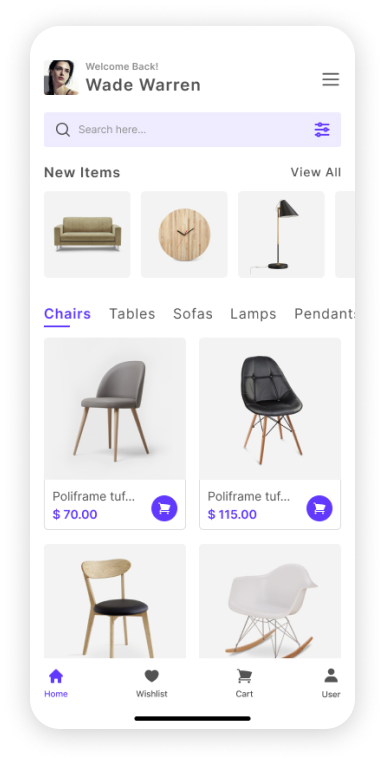 Welcome Back!
Wade Warren
Search here...
New Items
View All
Chairs
Tables
Sofas
Lamps
Pendants
Poliframe tuf...
$ 70.00
Poliframe tuf...
$ 115.00
Home
Wishlist
Cart
User